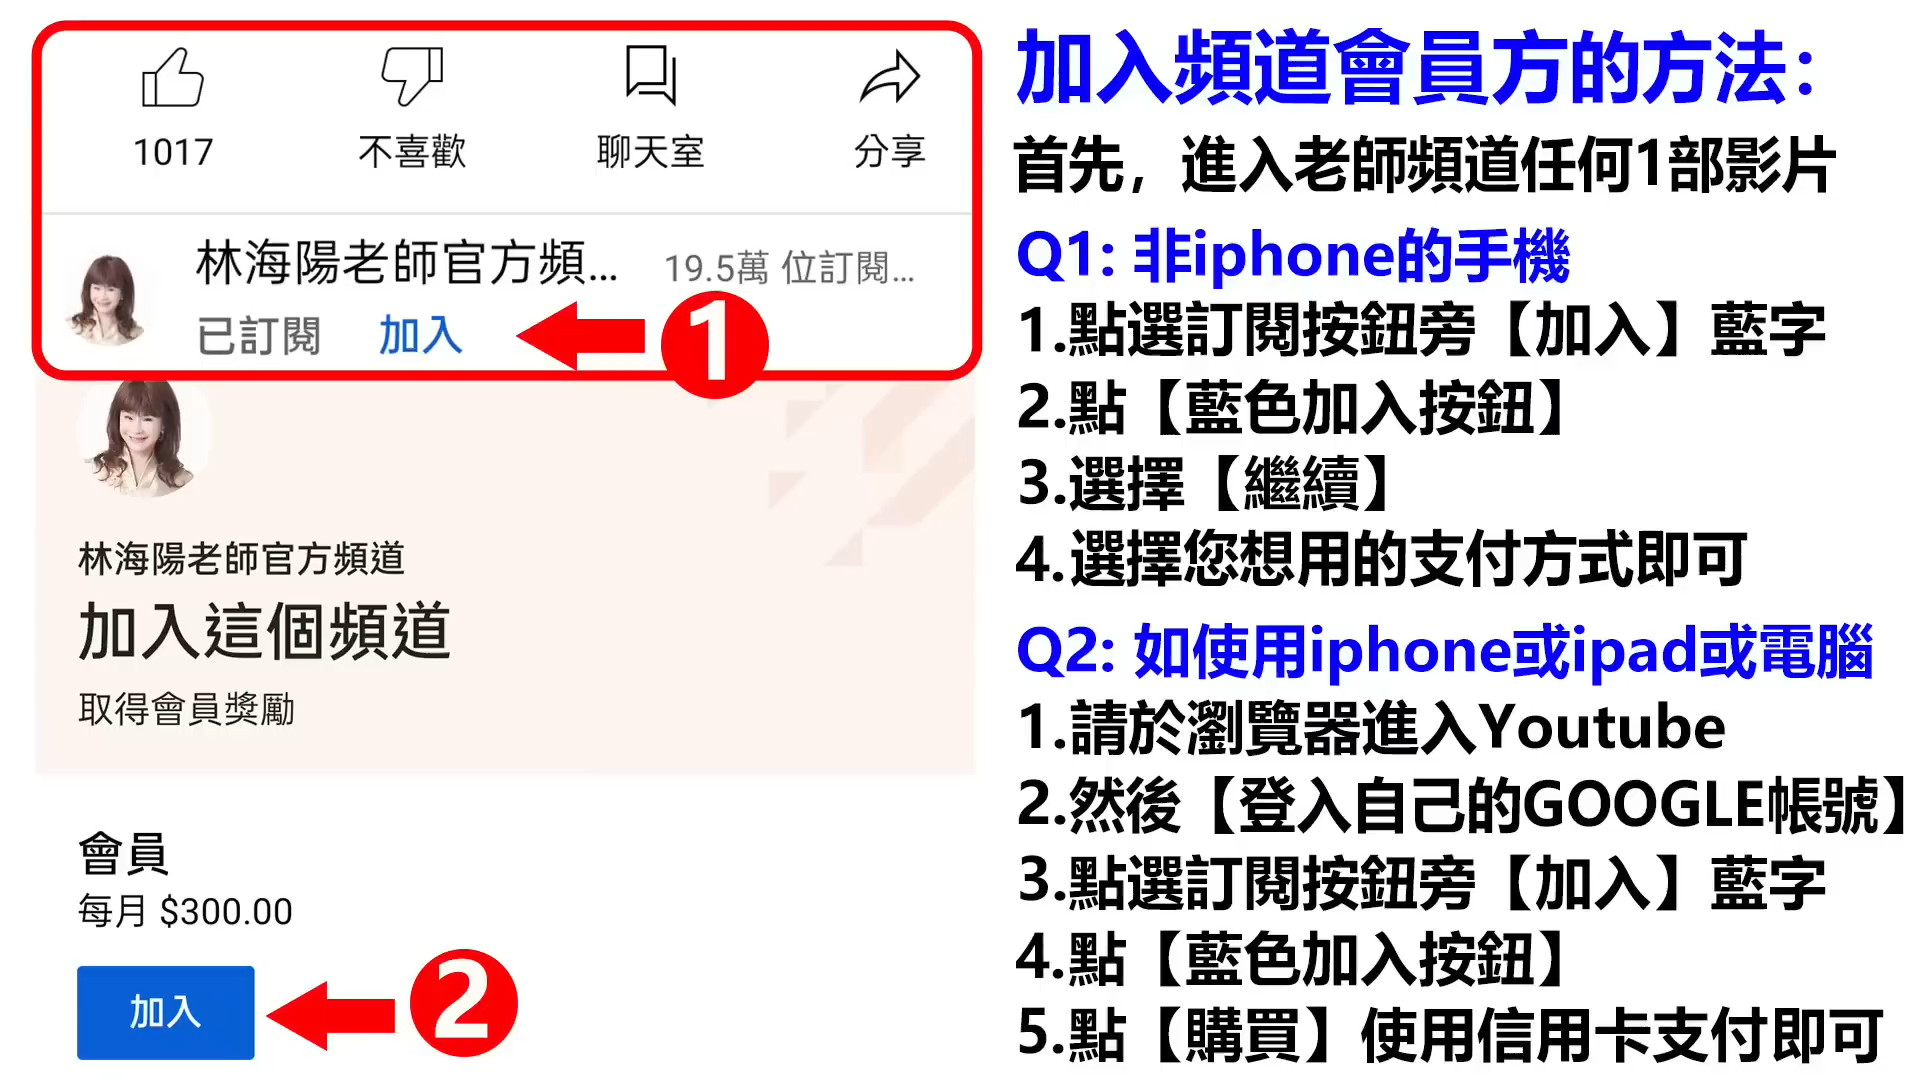 1017
不喜歡
聊天室
分享
林海陽老師官方頻...
19.5萬 位訂閱...
已訂閱
加入
1
林海陽老師官方頻道
加入這個頻道
取得會員獎勵
會員
每月 $300.00
加入
2
加入頻道會員方的方法:
首先，進入老師頻道任何1部影片
Q1: 非iphone的手機
1.點選訂閱按鈕旁【加入】藍字
2.點【藍色加入按鈕】
3.選擇【繼續】
4.選擇您想用的支付方式即可
Q2: 如使用iphone或ipad或電腦
1.請於瀏覽器進入Youtube
2.然後【登入自己的GOOGLE帳號】
3.點選訂閱按鈕旁【加入】藍字
4.點【藍色加入按鈕】
5.點【購買】使用信用卡支付即可